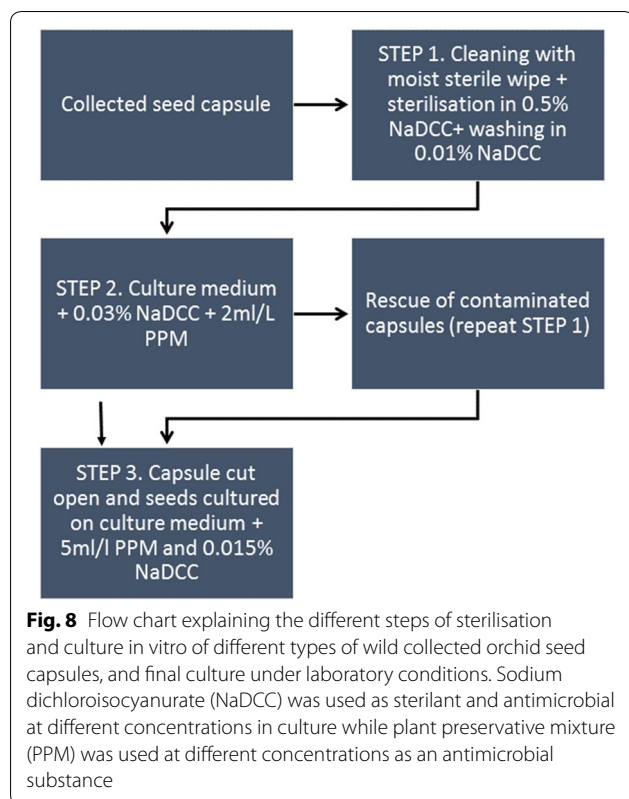 Collected seed capsule
STEP 1. Cleaning with
moist sterile wipe +
sterilisation in 0.5%
NaDCC+ washing in
0.01% NaDCC
STEP 2. Culture medium
+ 0.03% NaDCC + 2ml/L
PPM
Rescue of contaminated
capsules (repeat STEP 1)
STEP 3. Capsule cut
open and seeds cultured
on culture medium +
5ml/l PPM and 0.015%
NaDCC
Fig. 8 Flow chart explaining the different steps of sterilisation
and culture in vitro of different types of wild collected orchid seed
capsules, and final culture under laboratory conditions. Sodium
dichloroisocyanurate (NaDCC) was used as sterilant and antimicrobial
at different concentrations in culture while plant preservative mixture
(PPM) was used at different concentrations as an antimicrobial
substance